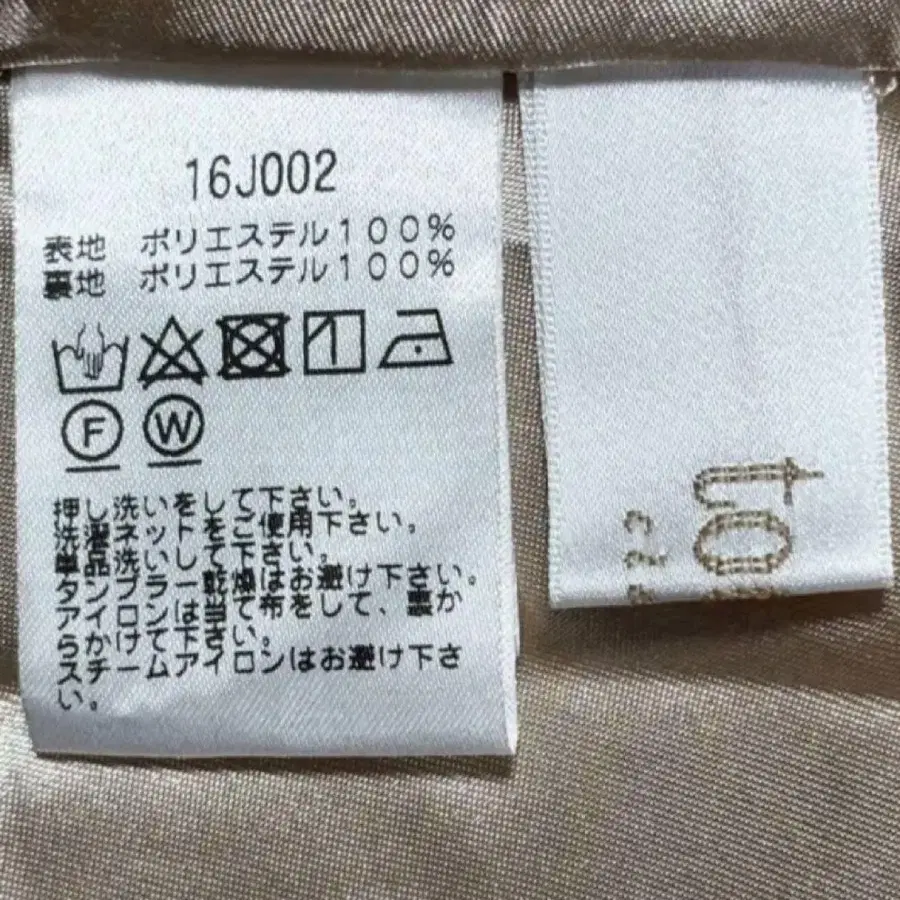 16J002
表地 ポリエステル100%
裏地 ポリエステル100%
F W
押し洗いをして下さい。
洗濯ネットをご使用下さい。
単品洗いして下さい。
タンブラー乾燥はお避け下さい。
アイロンは当て布をして、裏か
らかけて下さい。
スチームアイロンはお避け下さ
い。